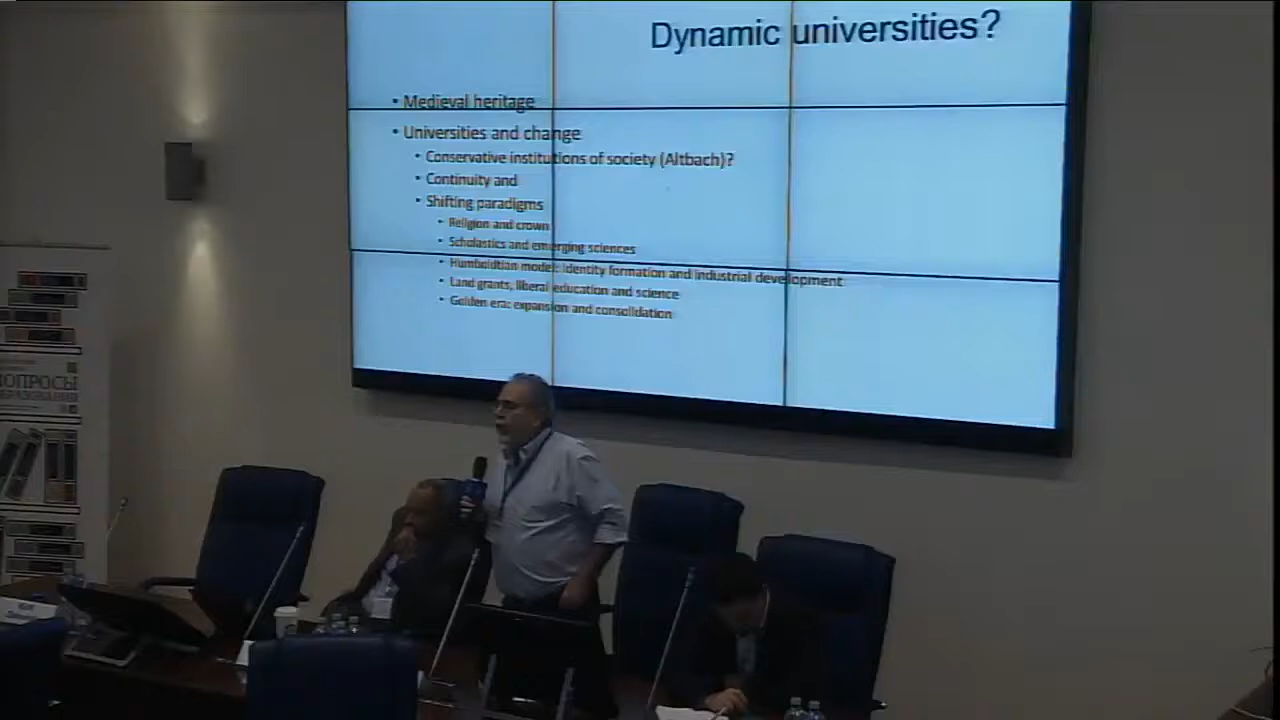 Dynamic universities?
• Medieval heritage
• Universities and change
• Conservative institutions of society (Altbach)?
• Continuity and
• Shifting paradigms
• Religion and crown
• Scholastics and emerging sciences
• Humboldtian model: identity formation and industrial development
• Land grants, liberal education and science
• Golden era: expansion and consolidation
ВОПРОСЫ
ОБРАЗОВАНИЯ